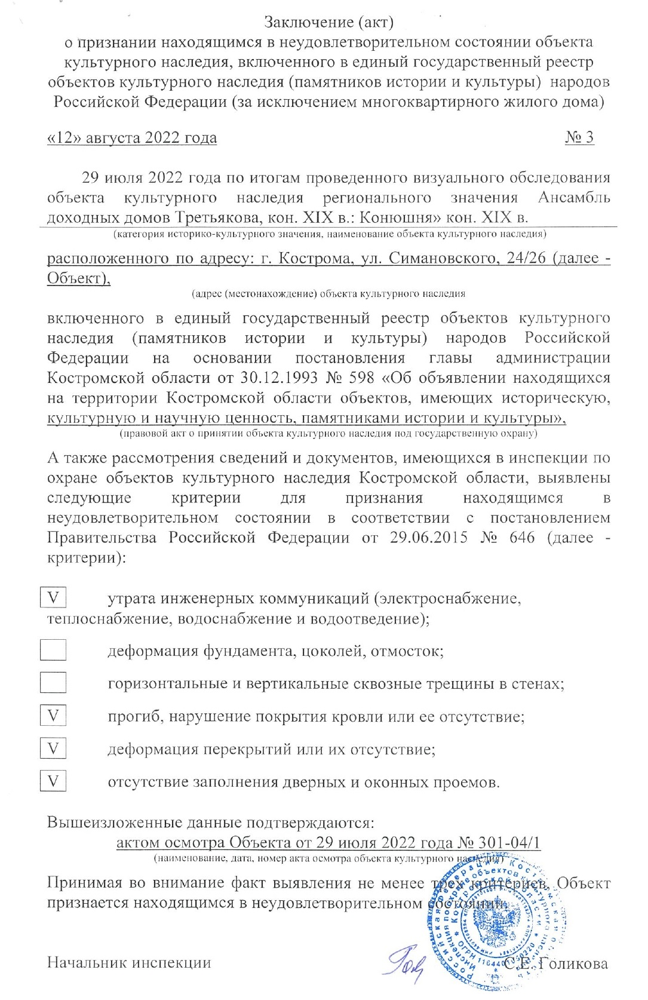 Заключение (акт)
о признании находящимся в неудовлетворительном состоянии объекта
культурного наследия, включенного в единый государственный реестр
объектов культурного наследия (памятников истории и культуры) народов
Российской Федерации (за исключением многоквартирного жилого дома)
«12» августа 2022 года № 3
29 июля 2022 года по итогам проведенного визуального обследования
объекта культурного наследия регионального значения Ансамбль
доходных домов Третьякова, кон. XIX в.: Конюшня» кон. XIX в.
(категория историко-культурного значения, наименование объекта культурного наследия)
расположенного по адресу: г. Кострома, ул. Симановского, 24/26 (далее -
Объект),
(адрес (местонахождение) объекта культурного наследия
включенного в единый государственный реестр объектов культурного
наследия (памятников истории и культуры) народов Российской
Федерации на основании постановления главы администрации
Костромской области от 30.12.1993 № 598 «Об объявлении находящихся
на территории Костромской области объектов, имеющих историческую,
культурную и научную ценность, памятниками истории и культуры»,
(правовой акт о принятии объекта культурного наследия под государственную охрану)
А также рассмотрения сведений и документов, имеющихся в инспекции по
охране объектов культурного наследия Костромской области, выявлены
следующие критерии для признания находящимся в
неудовлетворительном состоянии в соответствии с постановлением
Правительства Российской Федерации от 29.06.2015 № 646 (далее -
критерии):
V утрата инженерных коммуникаций (электроснабжение,
теплоснабжение, водоснабжение и водоотведение);
деформация фундамента, цоколей, отмосток;
горизонтальные и вертикальные сквозные трещины в стенах;
V прогиб, нарушение покрытия кровли или ее отсутствие;
V деформация перекрытий или их отсутствие;
V отсутствие заполнения дверных и оконных проемов.
Вышеизложенные данные подтверждаются:
актом осмотра Объекта от 29 июля 2022 года № 301-04/1
(наименование, дата, номер акта осмотра объекта культурного наследия)
Принимая во внимание факт выявления не менее трех критериев, Объект
признается находящимся в неудовлетворительном состоянии.
Начальник инспекции С.Е. Голикова